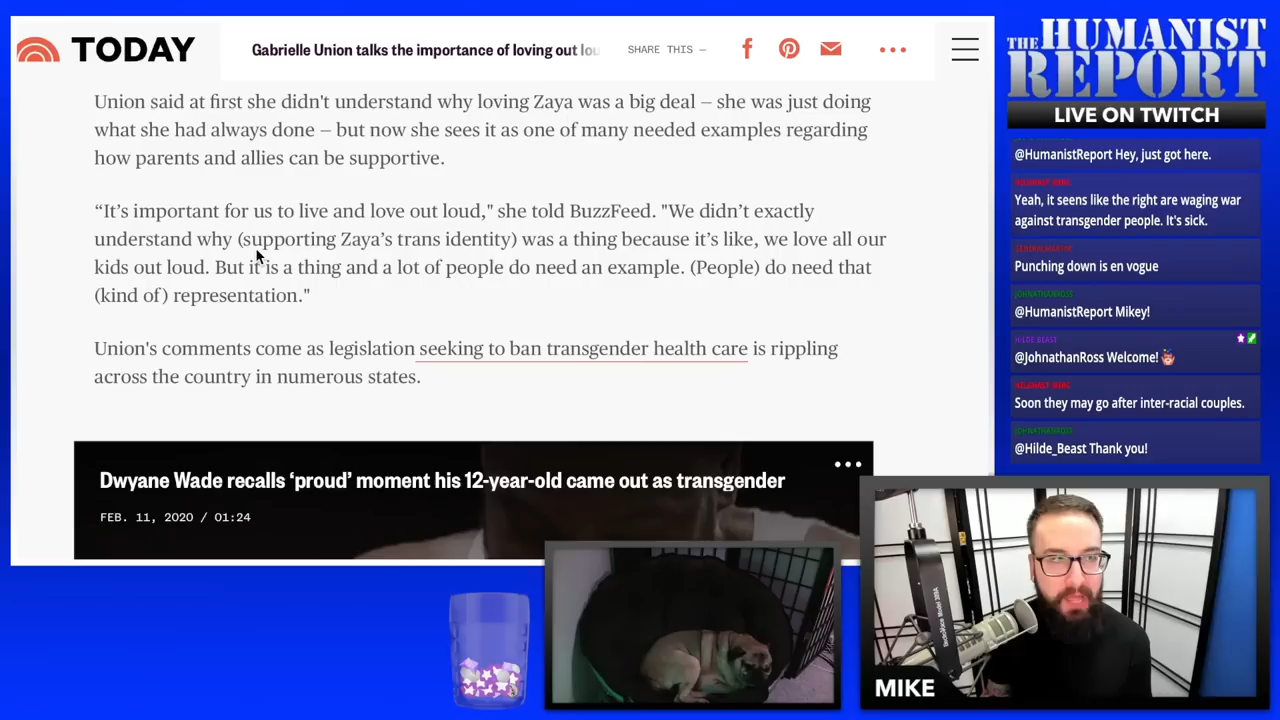 TODAY
Gabrielle Union talks the importance of loving out lou
SHARE THIS —
Union said at first she didn't understand why loving Zaya was a big deal — she was just doing
what she had always done — but now she sees it as one of many needed examples regarding
how parents and allies can be supportive.
“It’s important for us to live and love out loud," she told BuzzFeed. "We didn’t exactly
understand why (supporting Zaya’s trans identity) was a thing because it’s like, we love all our
kids out loud. But it is a thing and a lot of people do need an example. (People) do need that
(kind of) representation."
Union's comments come as legislation seeking to ban transgender health care is rippling
across the country in numerous states.
Dwyane Wade recalls ‘proud’ moment his 12-year-old came out as transgender
FEB. 11, 2020 / 01:24
THE HUMANIST
REPORT
LIVE ON TWITCH
@HumanistReport Hey, just got here.
Yeah, it seems like the right are waging war
against transgender people. It's sick.
Punching down is en vogue
JOHNATHANROSS
@HumanistReport Mikey!
HILDE BEAST
@JohnathanRoss Welcome!
Soon they may go after inter-racial couples.
JOHNATHANROSS
@Hilde_Beast Thank you!
MIKE